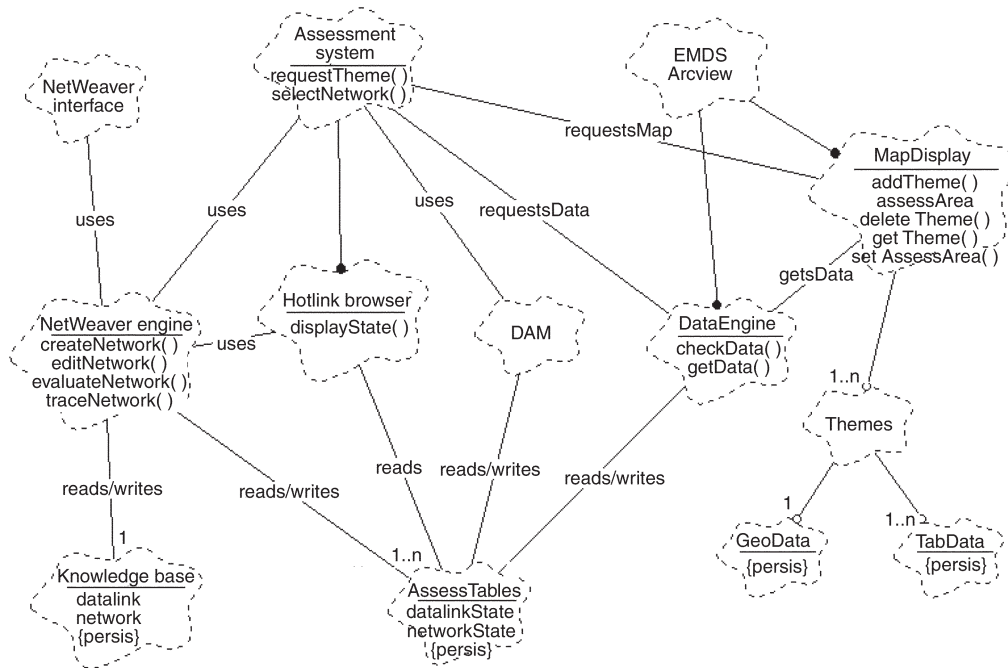 Assessment
system
requestTheme( )
selectNetwork( )
EMDS
Arcview
NetWeaver
interface
requestsMap
MapDisplay
addTheme( )
assessArea
delete Theme( )
get Theme( )
set AssessArea( )
uses
uses
uses
requestsData
getsData
Hotlink browser
displayState( )
NetWeaver engine
createNetwork( )
editNetwork( )
evaluateNetwork( )
traceNetwork( )
uses
DAM
DataEngine
checkData( )
getData( )
1..n
Themes
reads/writes
reads/writes
reads
reads/writes
reads/writes
1
1..n
1
1..n
GeoData
{persis}
TabData
{persis}
Knowledge base
datalink
network
{persis}
AssessTables
datalinkState
networkState
{persis}